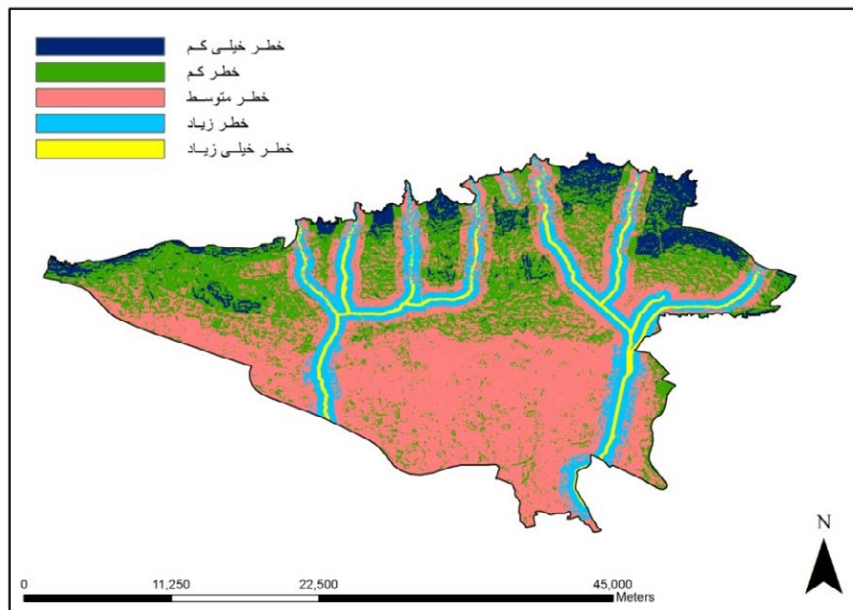 خطر خیلی کم
خطر کم
خطر متوسط
خطر زیاد
خطر خیلی زیاد
N
0 11,250 22,500 45,000
Meters